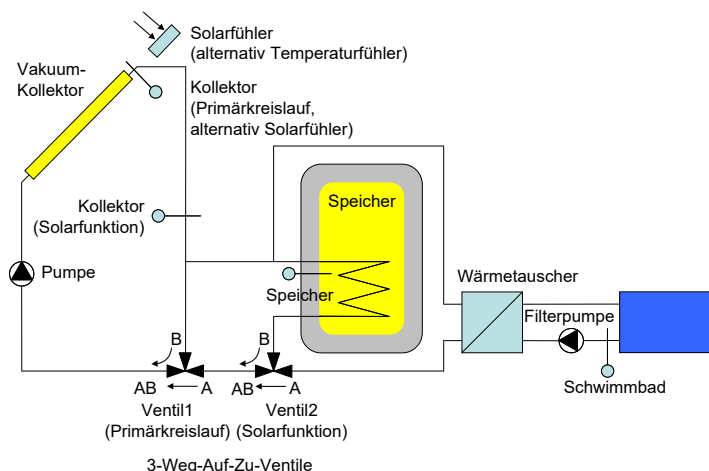 Solarfühler
(alternativ Temperaturfühler)
Vakuum-
Kollektor
Kollektor
(Primärkreislauf,
alternativ Solarfühler)
Kollektor
(Solarfunktion)
Speicher
Pumpe
Speicher
Wärmetauscher
Filterpumpe
Schwimmbad
B
B
AB
A
AB
A
Ventil1
(Primärkreislauf)
Ventil2
(Solarfunktion)
3-Weg-Auf-Zu-Ventile